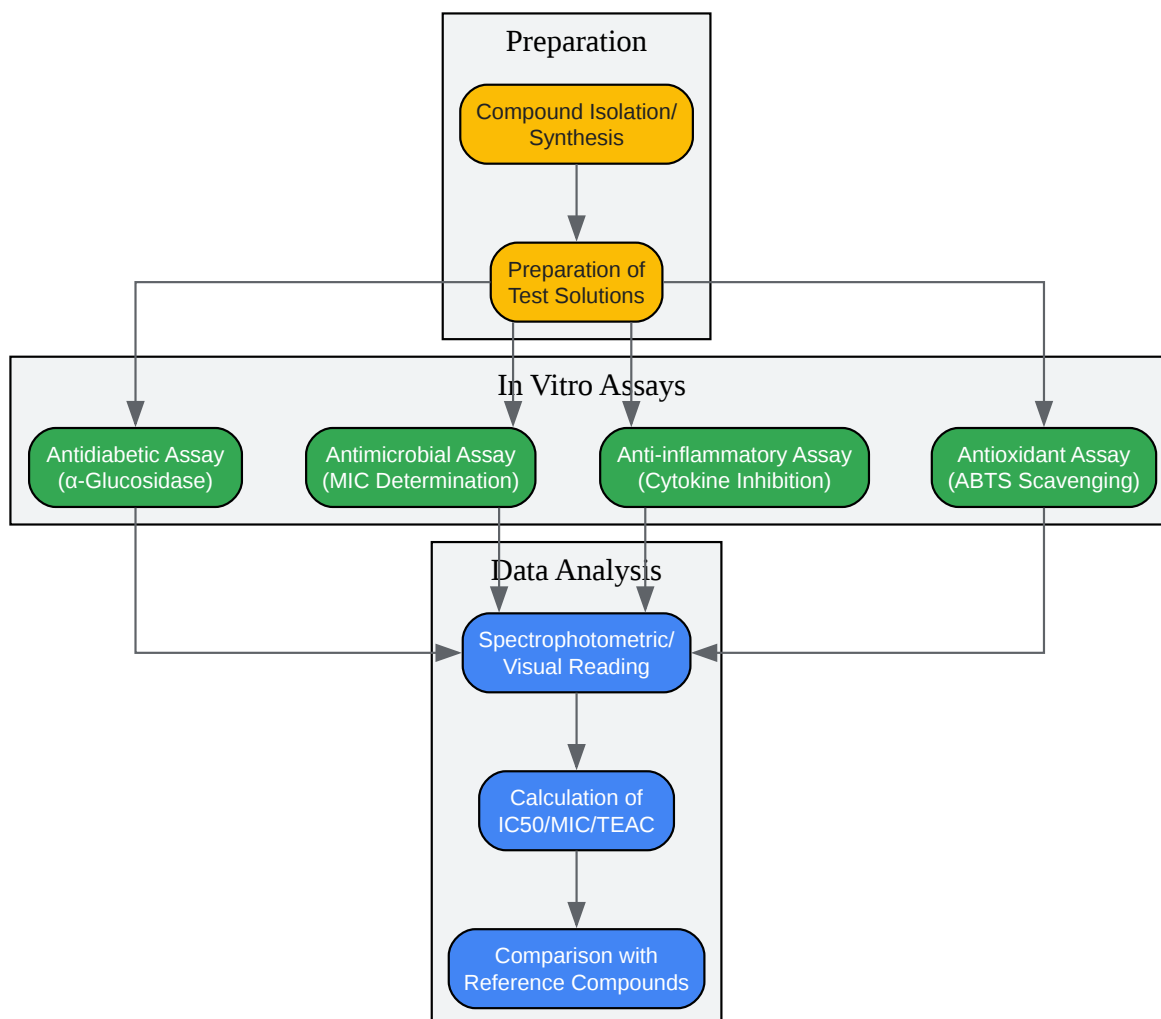 Preparation
Compound Isolation/
Synthesis
Preparation of
Test Solutions
In Vitro Assays
Antidiabetic Assay
(α-Glucosidase)
Antimicrobial Assay
(MIC Determination)
Anti-inflammatory Assay
(Cytokine Inhibition)
Antioxidant Assay
(ABTS Scavenging)
Data Analysis
Spectrophotometric/
Visual Reading
Calculation of
IC50/MIC/TEAC
Comparison with
Reference Compounds